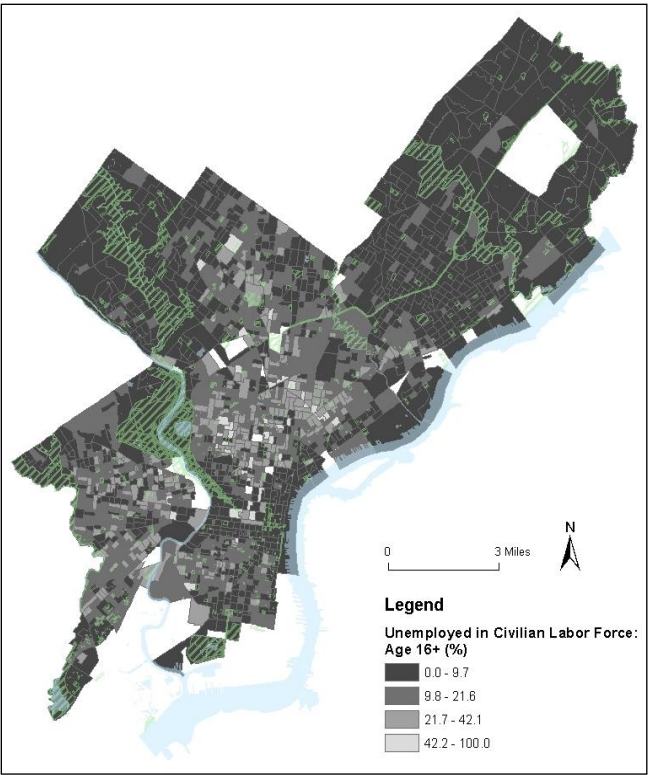 N
0 3 Miles
Legend
Unemployed in Civilian Labor Force:
Age 16+ (%)
0.0 - 9.7
9.8 - 21.6
21.7 - 42.1
42.2 - 100.0